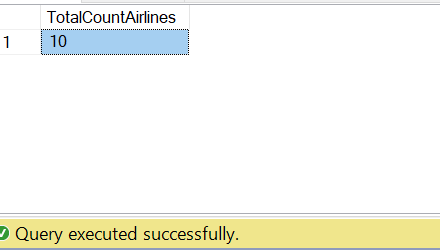 TotalCountAirlines
1 10
Query executed successfully.